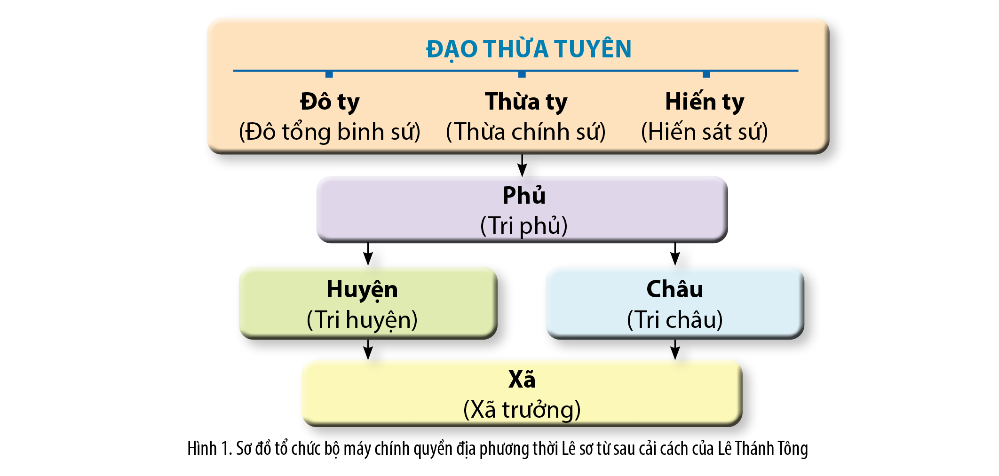 ĐẠO THỪA TUYÊN
Đô ty
(Đô tổng binh sứ)
Thừa ty
(Thừa chính sứ)
Hiến ty
(Hiến sát sứ)
Phủ
(Tri phủ)
Huyện
(Tri huyện)
Châu
(Tri châu)
Xã
(Xã trưởng)
Hình 1. Sơ đồ tổ chức bộ máy chính quyền địa phương thời Lê sơ từ sau cải cách của Lê Thánh Tông